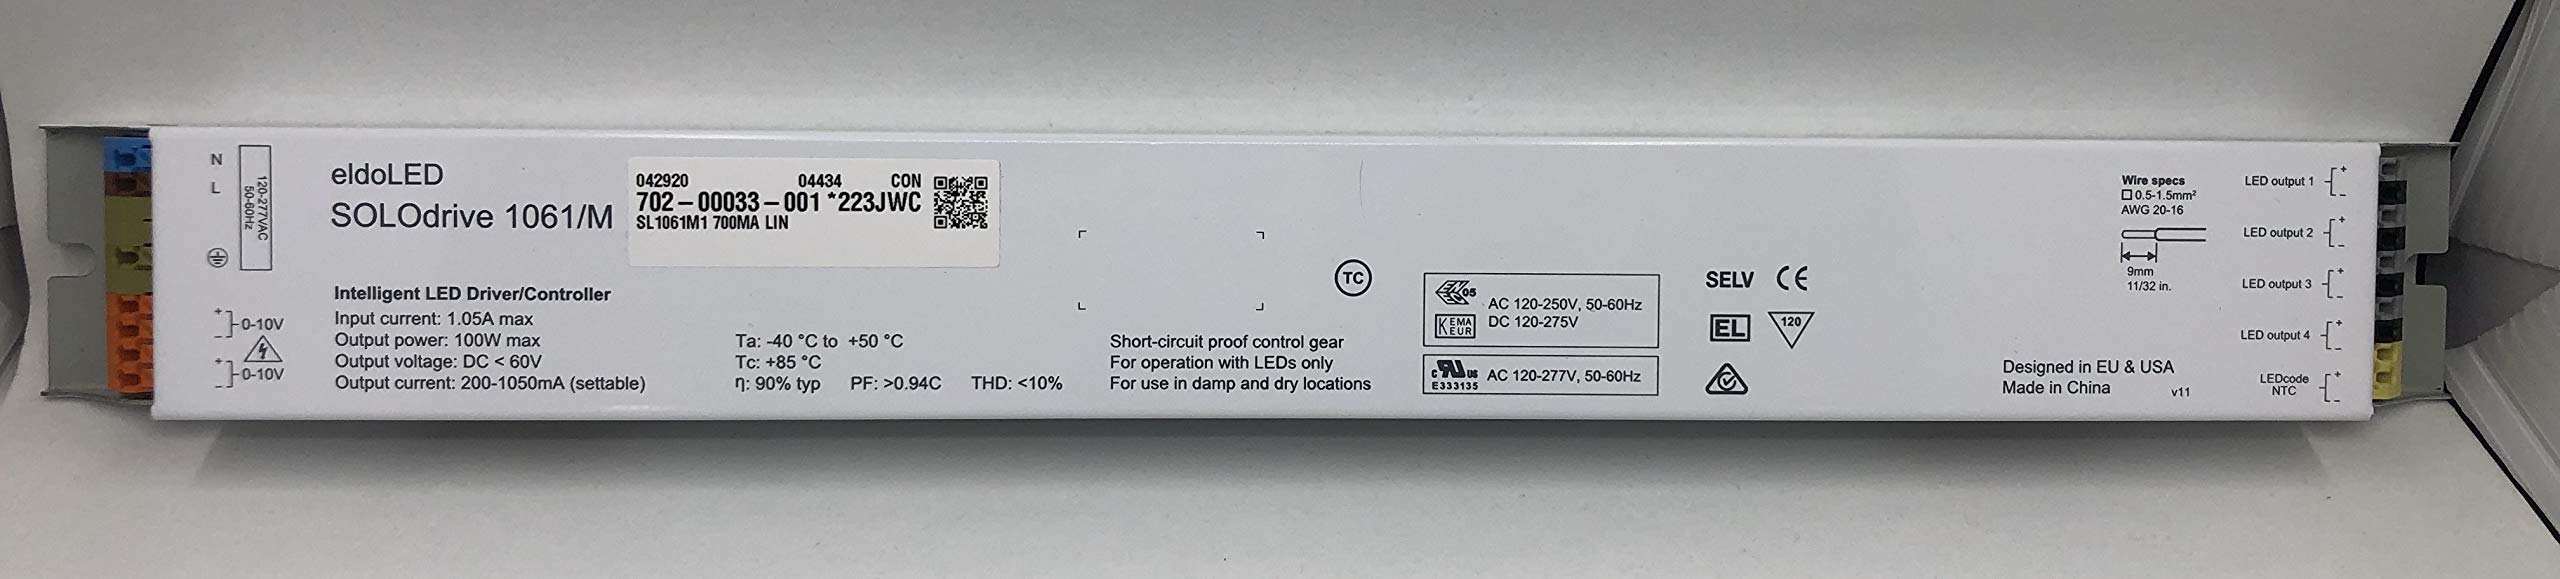 N
L
120-277V/AC
50-60Hz
+
-
0-10V
+
-
0-10V
eldoLED
SOLOdrive 1061/M
042920 04434 CON
702-00033-001 *223JWC
SL1061M1 700MA LIN
Intelligent LED Driver/Controller
Input current: 1.05A max
Output power: 100W max
Output voltage: DC < 60V
Output current: 200-1050mA (settable)
Ta: -40 °C to +50 °C
Tc: +85 °C
η: 90% typ PF: >0.94C THD: <10%
Short-circuit proof control gear
For operation with LEDs only
For use in damp and dry locations
TC
05
KEMA
EUR
AC 120-250V, 50-60Hz
DC 120-275V
c RU us
E333135
AC 120-277V, 50-60Hz
SELV CE
EL 120
Designed in EU & USA
Made in China v11
Wire specs
0.5-1.5mm²
AWG 20-16
9mm
11/32 in.
LED output 1 + -
LED output 2 + -
LED output 3 + -
LED output 4 + -
LEDcode
NTC + -